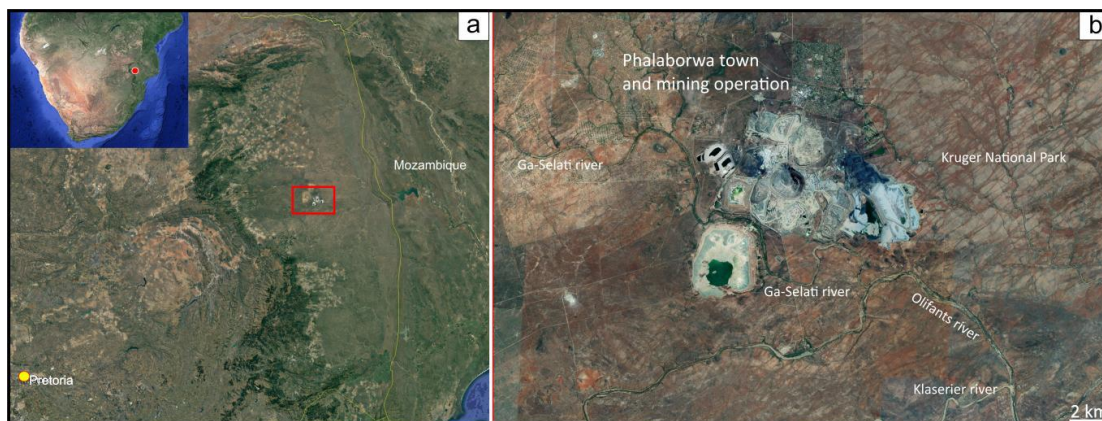 a
Mozambique
Pretoria
b
Phalaborwa town
and mining operation
Ga-Selati river
Kruger National Park
Ga-Selati river
Olifants river
Klaserier river
2 km